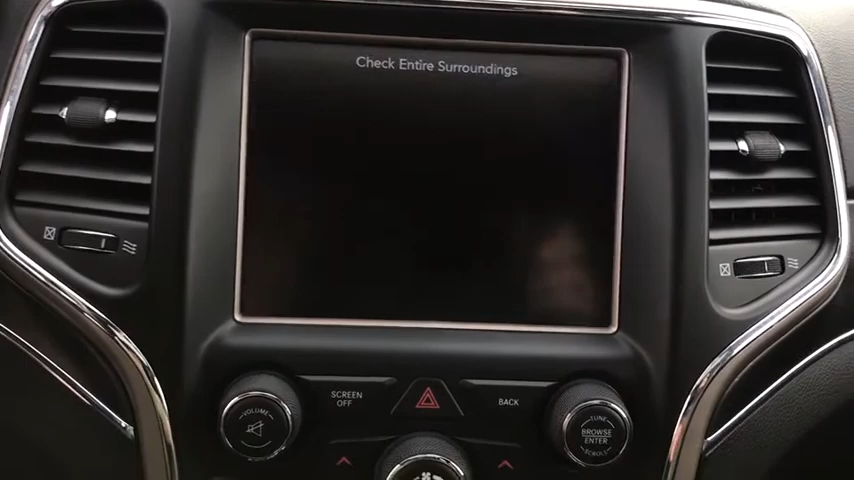 Check Entire Surroundings
VOLUME
SCREEN
OFF
BACK
TUNE
BROWSE
ENTER
SCROLL